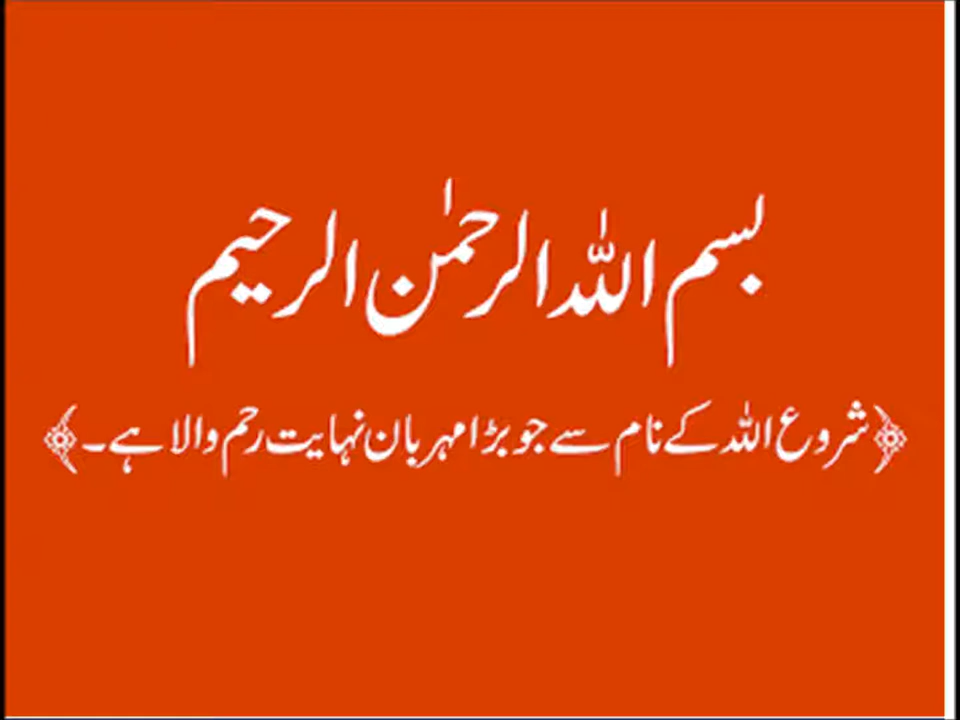 بسم اللہ الرحمٰن الرحیم
﴿شروع اللہ کے نام سے جو بڑا مہربان نہایت رحم والا ہے۔﴾